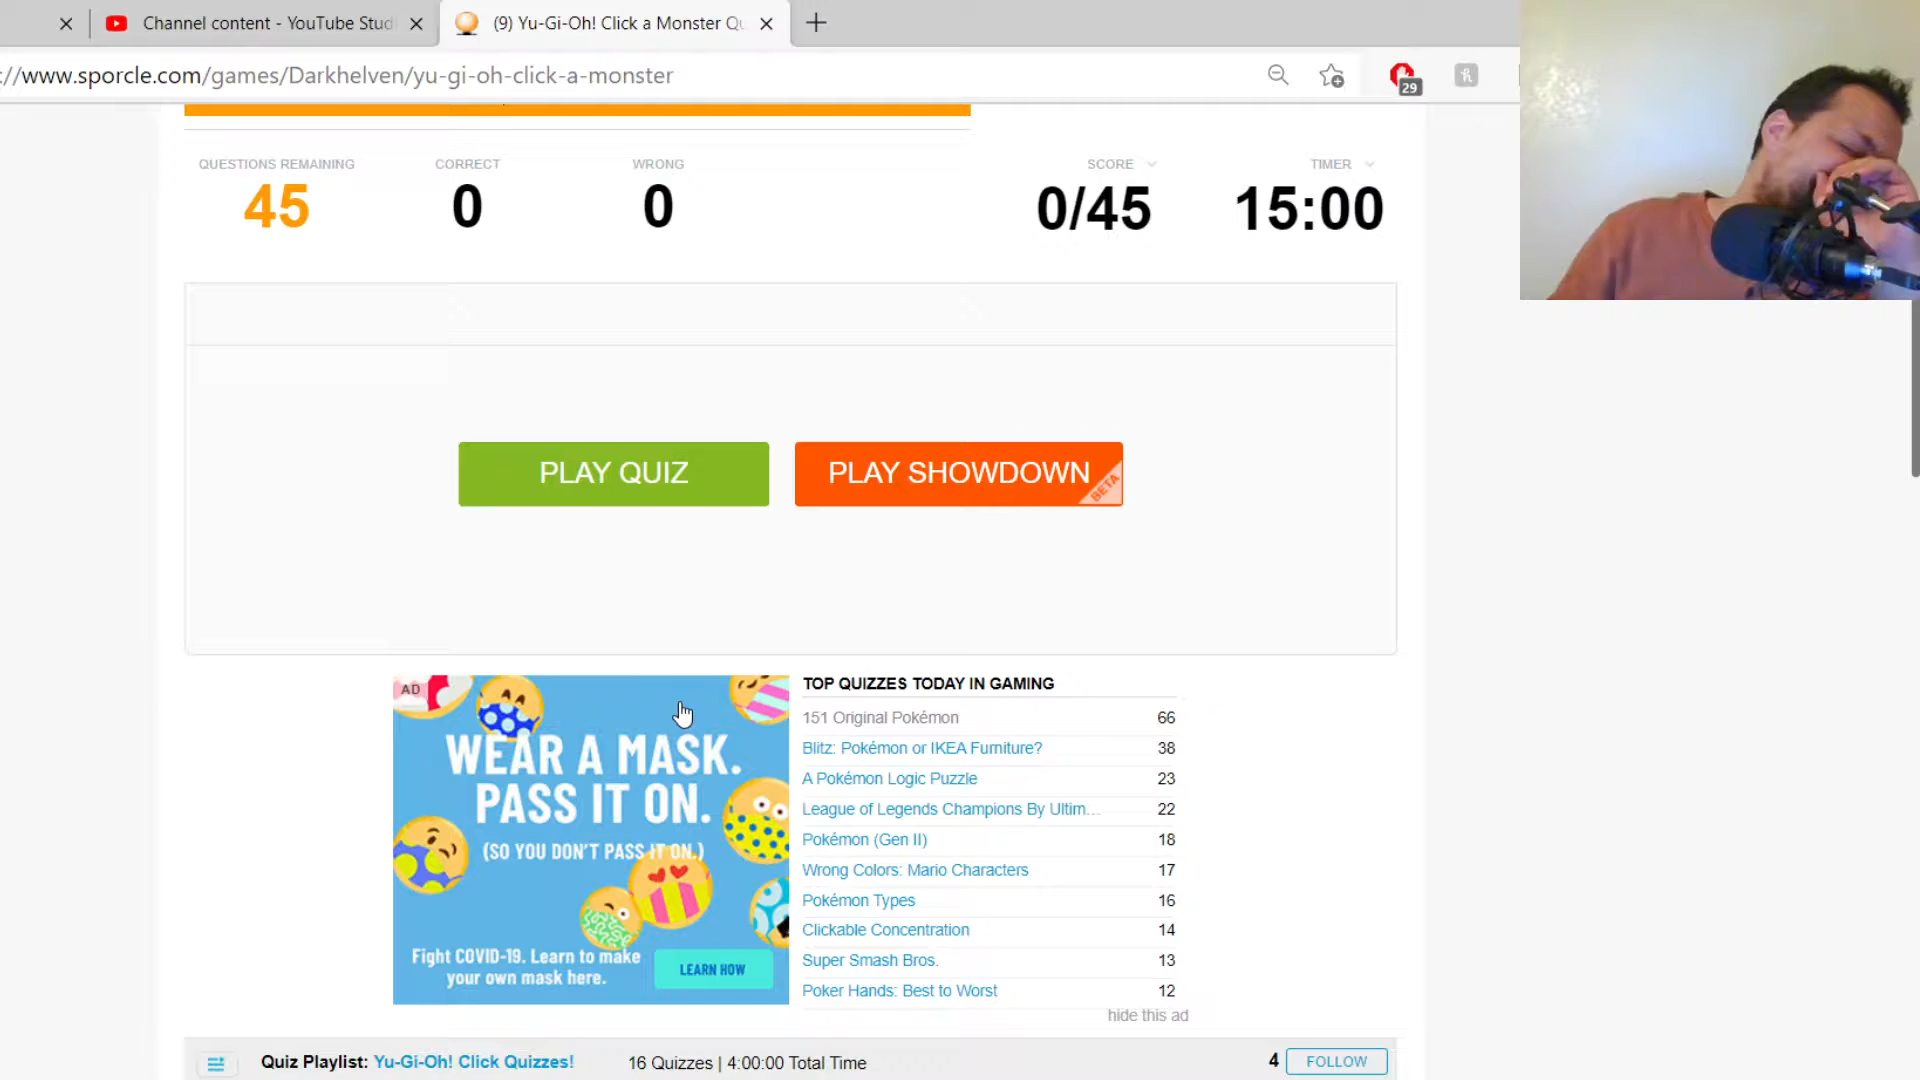 Channel content - YouTube Stud
(9) Yu-Gi-Oh! Click a Monster Qu
://www.sporcle.com/games/Darkhelven/yu-gi-oh-click-a-monster
29
QUESTIONS REMAINING
CORRECT
WRONG
SCORE
TIMER
45
0
0
0/45
15:00
PLAY QUIZ
PLAY SHOWDOWN
BETA
AD
WEAR A MASK.
PASS IT ON.
(SO YOU DON'T PASS IT ON.)
Fight COVID-19. Learn to make
your own mask here.
LEARN HOW
TOP QUIZZES TODAY IN GAMING
151 Original Pokémon 66
Blitz: Pokémon or IKEA Furniture? 38
A Pokémon Logic Puzzle 23
League of Legends Champions By Ultim... 22
Pokémon (Gen II) 18
Wrong Colors: Mario Characters 17
Pokémon Types 16
Clickable Concentration 14
Super Smash Bros. 13
Poker Hands: Best to Worst 12
hide this ad
Quiz Playlist: Yu-Gi-Oh! Click Quizzes! 16 Quizzes | 4:00:00 Total Time 4 FOLLOW